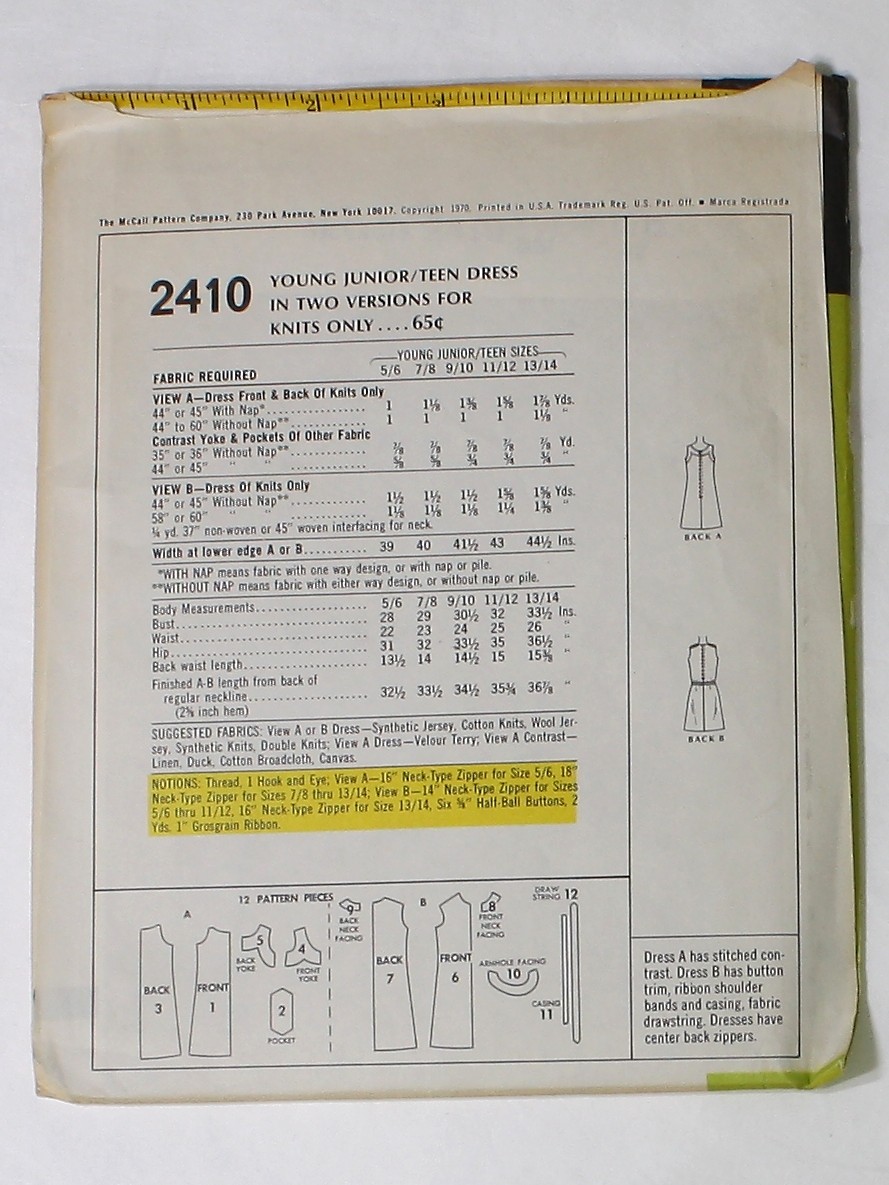 1 2 3
The McCall Pattern Company, 230 Park Avenue, New York 10017. Copyright 1970. Printed in U.S.A. Trademark Reg. U.S. Pat. Off. ■ Marca Registrada
2410 YOUNG JUNIOR/TEEN DRESS
IN TWO VERSIONS FOR
KNITS ONLY....65¢
YOUNG JUNIOR/TEEN SIZES
FABRIC REQUIRED 5/6 7/8 9/10 11/12 13/14
VIEW A—Dress Front & Back Of Knits Only
44" or 45" With Nap* 1 1⅛ 1⅜ 1⅝ 1⅞ Yds.
44" to 60" Without Nap** 1 1 1 1 1⅛ "
Contrast Yoke & Pockets Of Other Fabric
35" or 36" Without Nap** ⅞ ⅞ ⅞ ⅞ ⅞ Yd.
44" or 45" " " ⅝ ⅝ ¾ ¾ ¾ "
VIEW B—Dress Of Knits Only
44" or 45" Without Nap** 1½ 1½ 1½ 1⅝ 1⅝ Yds.
58" or 60" " " 1⅛ 1⅛ 1⅛ 1¼ 1⅜ "
¼ yd. 37" non-woven or 45" woven interfacing for neck.
Width at lower edge A or B 39 40 41½ 43 44½ Ins.
*WITH NAP means fabric with one way design, or with nap or pile.
**WITHOUT NAP means fabric with either way design, or without nap or pile.
Body Measurements 5/6 7/8 9/10 11/12 13/14
Bust 28 29 30½ 32 33½ Ins.
Waist 22 23 24 25 26 "
Hip 31 32 33½ 35 36½ "
Back waist length 13½ 14 14½ 15 15⅜ "
Finished A-B length from back of
regular neckline 32½ 33½ 34½ 35¾ 36⅞ "
(2⅝ inch hem)
SUGGESTED FABRICS: View A or B Dress—Synthetic Jersey, Cotton Knits, Wool Jer-
sey, Synthetic Knits, Double Knits; View A Dress—Velour Terry; View A Contrast—
Linen, Duck, Cotton Broadcloth, Canvas.
NOTIONS: Thread, 1 Hook and Eye; View A—16" Neck-Type Zipper for Size 5/6, 18"
Neck-Type Zipper for Sizes 7/8 thru 13/14; View B—14" Neck-Type Zipper for Sizes
5/6 thru 11/12, 16" Neck-Type Zipper for Size 13/14, Six ⅝" Half-Ball Buttons, 2
Yds. 1" Grosgrain Ribbon.
BACK A
BACK B
12 PATTERN PIECES
A
BACK
3
FRONT
1
5
BACK
YOKE
4
FRONT
YOKE
2
POCKET
9
BACK
NECK
FACING
B
BACK
7
FRONT
6
8
FRONT
NECK
FACING
ARMHOLE FACING
10
DRAW
STRING 12
CASING
11
Dress A has stitched con-
trast. Dress B has button
trim, ribbon shoulder
bands and casing, fabric
drawstring. Dresses have
center back zippers.